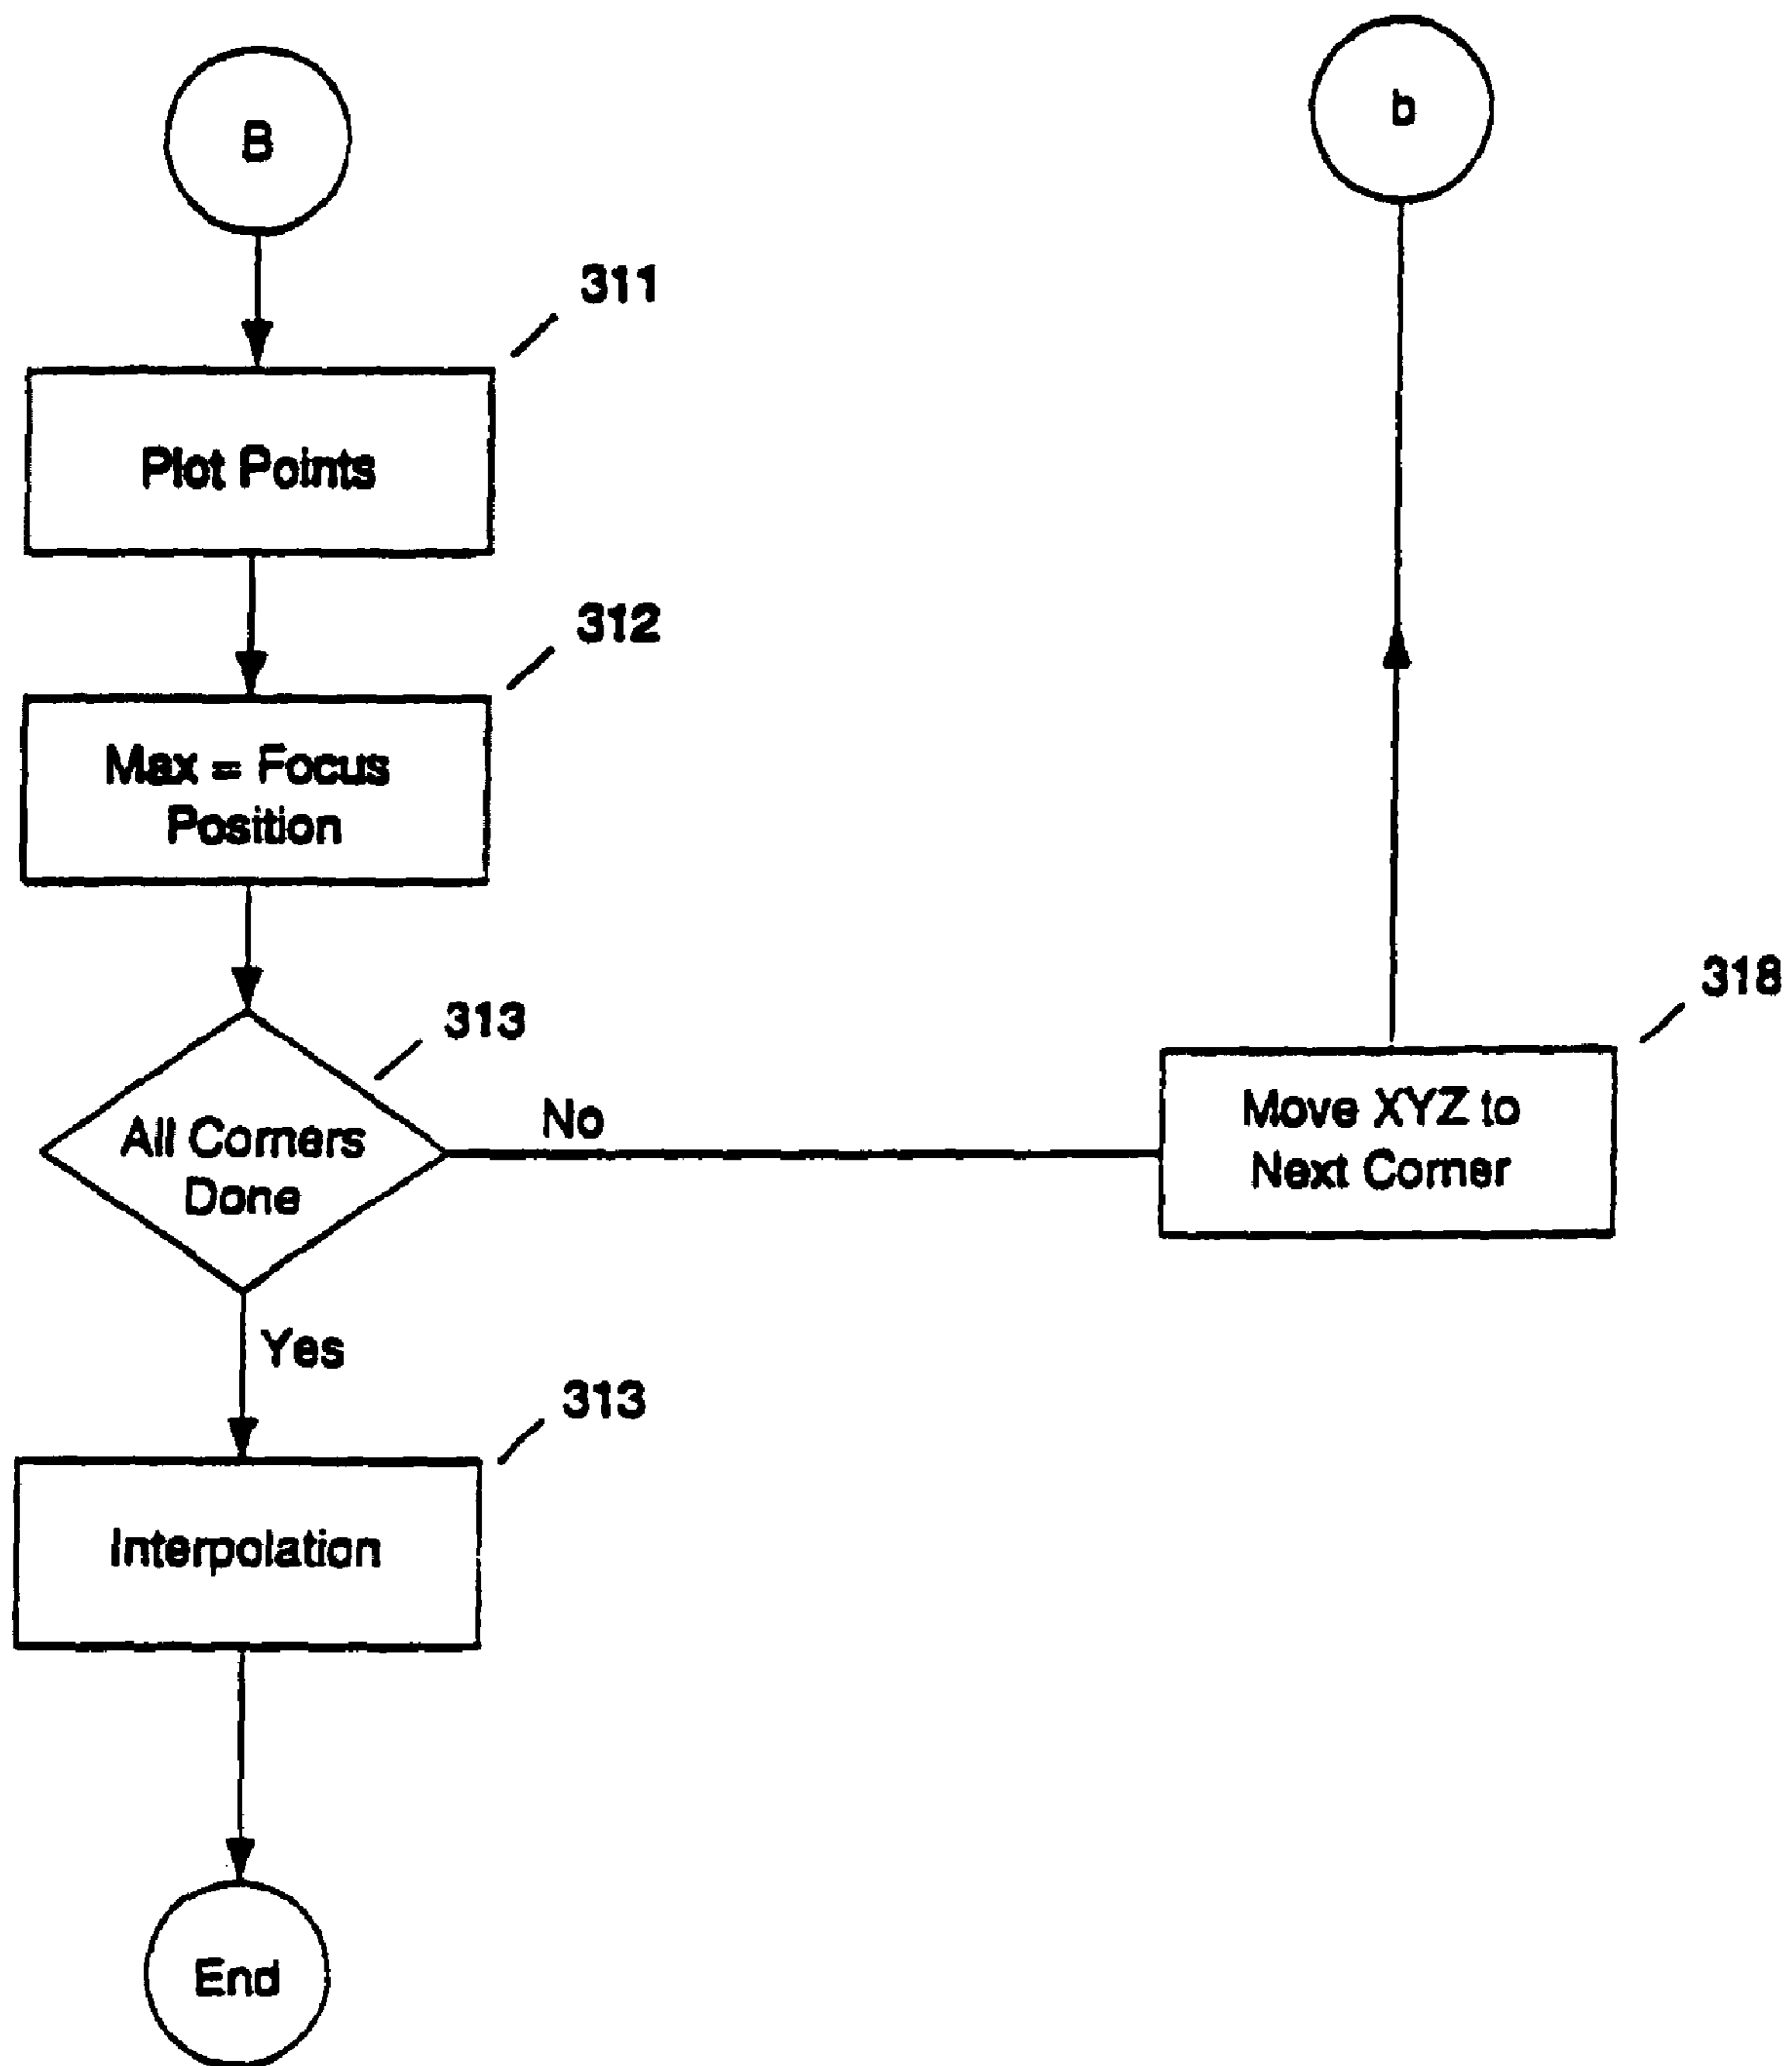 B
b
311
Plot Points
312
Max = Focus
Position
313
All Corners
Done
No
318
Move XYZ to
Next Corner
Yes
313
Interpolation
End